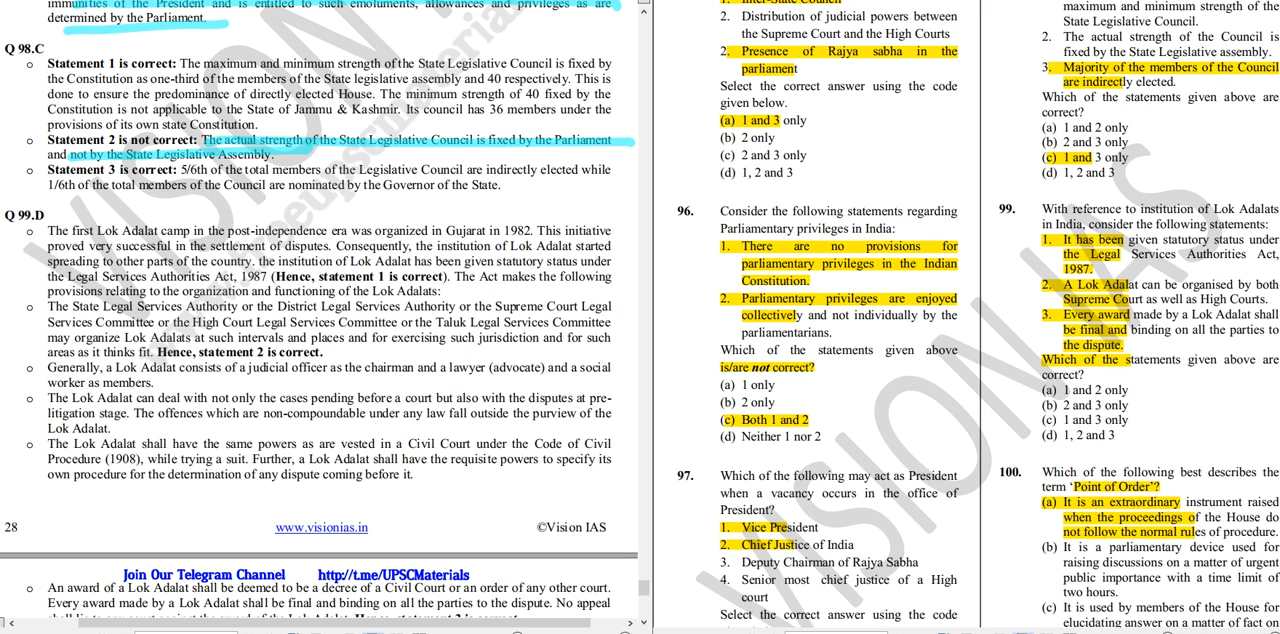 immunities of the President and is entitled to such emoluments, allowances and privileges as are
determined by the Parliament.
Q 98.C
o Statement 1 is correct: The maximum and minimum strength of the State Legislative Council is fixed by
the Constitution as one-third of the members of the State legislative assembly and 40 respectively. This is
done to ensure the predominance of directly elected House. The minimum strength of 40 fixed by the
Constitution is not applicable to the State of Jammu & Kashmir. Its council has 36 members under the
provisions of its own state Constitution.
o Statement 2 is not correct: The actual strength of the State Legislative Council is fixed by the Parliament
and not by the State Legislative Assembly.
o Statement 3 is correct: 5/6th of the total members of the Legislative Council are indirectly elected while
1/6th of the total members of the Council are nominated by the Governor of the State.
Q 99.D
o The first Lok Adalat camp in the post-independence era was organized in Gujarat in 1982. This initiative
proved very successful in the settlement of disputes. Consequently, the institution of Lok Adalat started
spreading to other parts of the country. the institution of Lok Adalat has been given statutory status under
the Legal Services Authorities Act, 1987 (Hence, statement 1 is correct). The Act makes the following
provisions relating to the organization and functioning of the Lok Adalats:
o The State Legal Services Authority or the District Legal Services Authority or the Supreme Court Legal
Services Committee or the High Court Legal Services Committee or the Taluk Legal Services Committee
may organize Lok Adalats at such intervals and places and for exercising such jurisdiction and for such
areas as it thinks fit. Hence, statement 2 is correct.
o Generally, a Lok Adalat consists of a judicial officer as the chairman and a lawyer (advocate) and a social
worker as members.
o The Lok Adalat can deal with not only the cases pending before a court but also with the disputes at pre-
litigation stage. The offences which are non-compoundable under any law fall outside the purview of the
Lok Adalat.
o The Lok Adalat shall have the same powers as are vested in a Civil Court under the Code of Civil
Procedure (1908), while trying a suit. Further, a Lok Adalat shall have the requisite powers to specify its
own procedure for the determination of any dispute coming before it.
28 www.visionias.in ©Vision IAS
Join Our Telegram Channel http://t.me/UPSCMaterials
o An award of a Lok Adalat shall be deemed to be a decree of a Civil Court or an order of any other court.
Every award made by a Lok Adalat shall be final and binding on all the parties to the dispute. No appeal
1. Inter-State Council
2. Distribution of judicial powers between
the Supreme Court and the High Courts
2. Presence of Rajya sabha in the
parliament
Select the correct answer using the code
given below.
(a) 1 and 3 only
(b) 2 only
(c) 2 and 3 only
(d) 1, 2 and 3
96. Consider the following statements regarding
Parliamentary privileges in India:
1. There are no provisions for
parliamentary privileges in the Indian
Constitution.
2. Parliamentary privileges are enjoyed
collectively and not individually by the
parliamentarians.
Which of the statements given above
is/are not correct?
(a) 1 only
(b) 2 only
(c) Both 1 and 2
(d) Neither 1 nor 2
97. Which of the following may act as President
when a vacancy occurs in the office of
President?
1. Vice President
2. Chief Justice of India
3. Deputy Chairman of Rajya Sabha
4. Senior most chief justice of a High
court
Select the correct answer using the code
maximum and minimum strength of the
State Legislative Council.
2. The actual strength of the Council is
fixed by the State Legislative assembly.
3. Majority of the members of the Council
are indirectly elected.
Which of the statements given above are
correct?
(a) 1 and 2 only
(b) 2 and 3 only
(c) 1 and 3 only
(d) 1, 2 and 3
99. With reference to institution of Lok Adalats
in India, consider the following statements:
1. It has been given statutory status under
the Legal Services Authorities Act,
1987.
2. A Lok Adalat can be organised by both
Supreme Court as well as High Courts.
3. Every award made by a Lok Adalat shall
be final and binding on all the parties to
the dispute.
Which of the statements given above are
correct?
(a) 1 and 2 only
(b) 2 and 3 only
(c) 1 and 3 only
(d) 1, 2 and 3
100. Which of the following best describes the
term ‘Point of Order’?
(a) It is an extraordinary instrument raised
when the proceedings of the House do
not follow the normal rules of procedure.
(b) It is a parliamentary device used for
raising discussions on a matter of urgent
public importance with a time limit of
two hours.
(c) It is used by members of the House for
elucidating answer on a matter of fact on
VISION IAS